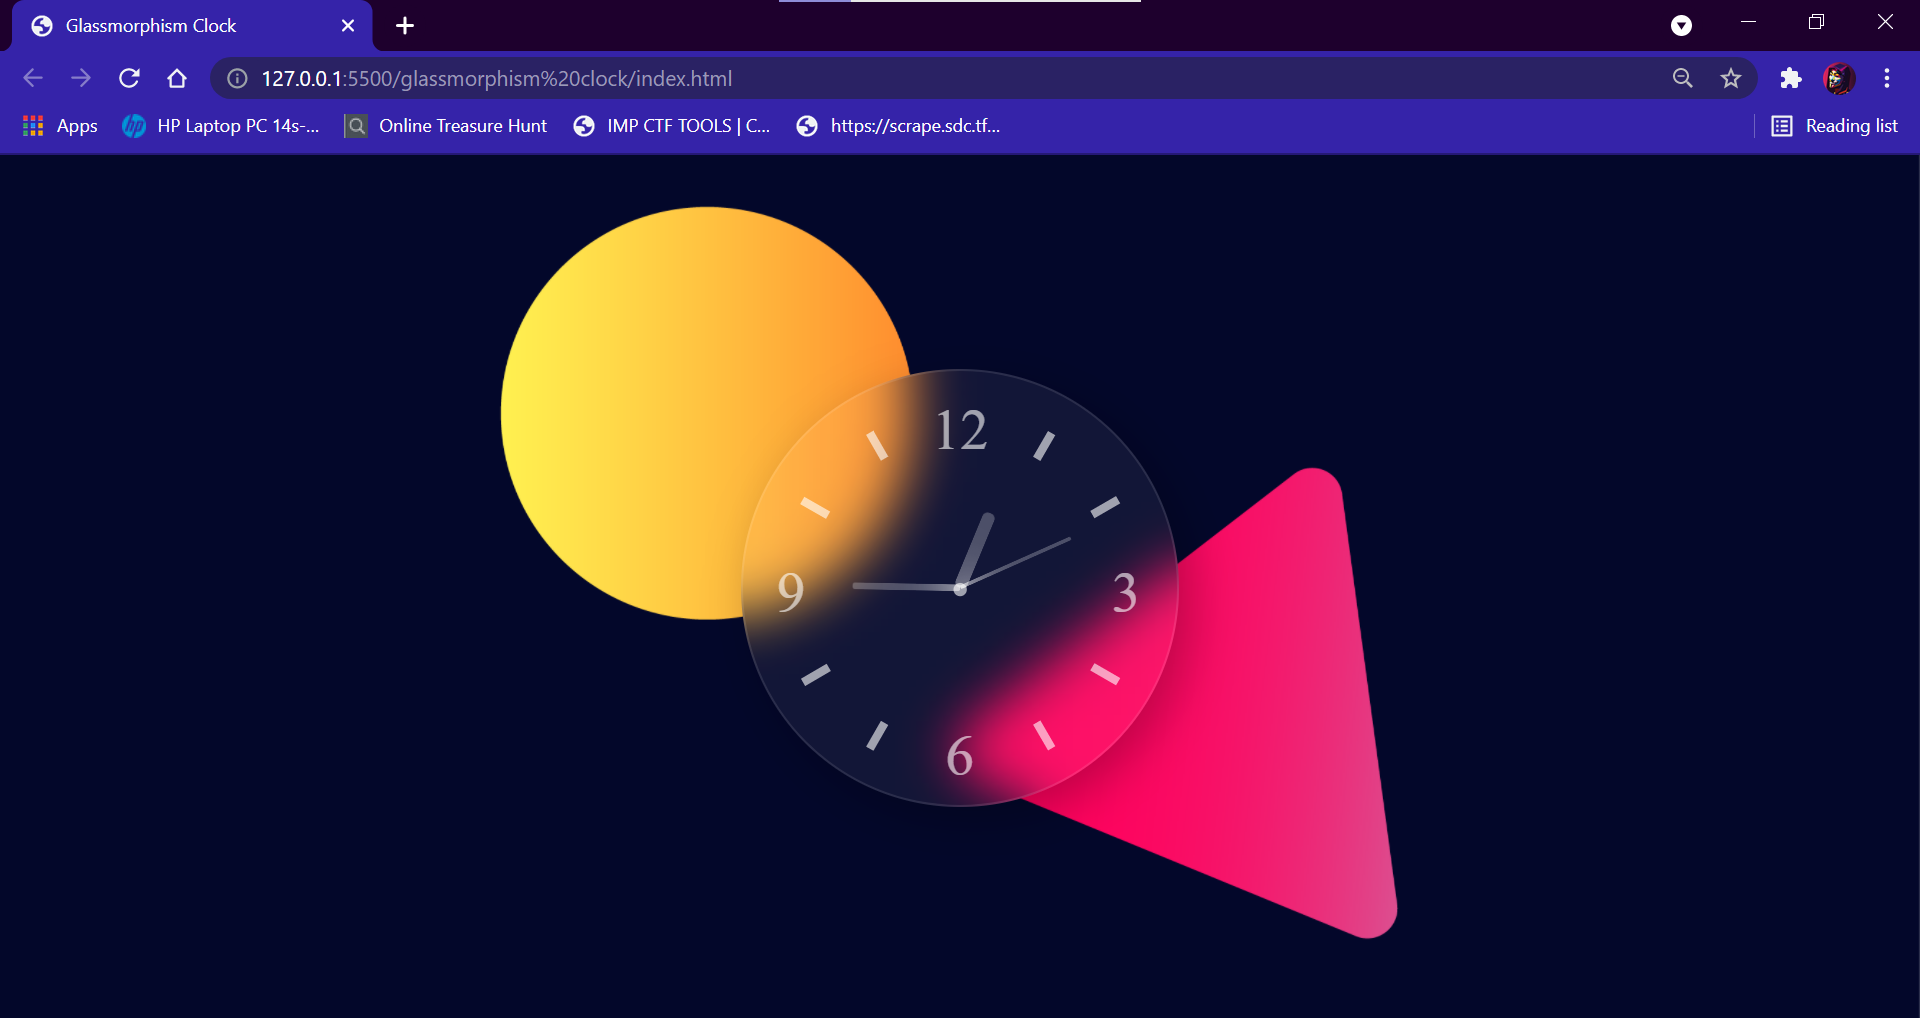 Glassmorphism Clock
127.0.0.1:5500/glassmorphism%20clock/index.html
Apps
HP Laptop PC 14s-...
Online Treasure Hunt
IMP CTF TOOLS | C...
https://scrape.sdc.tf...
Reading list
12
9
3
6